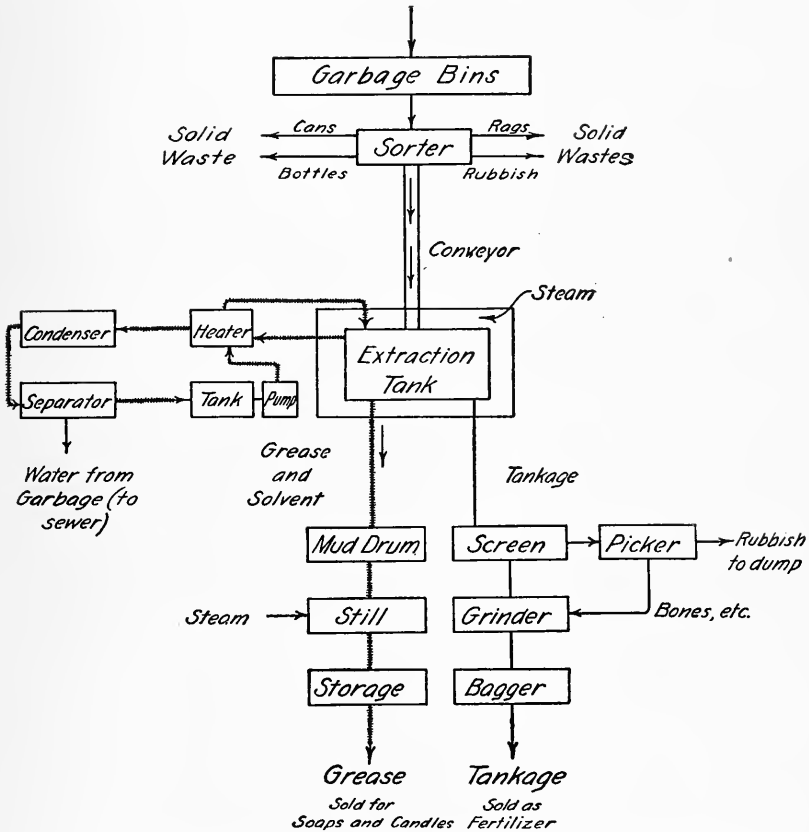 Garbage Bins
Cans
Rags
Solid
Waste
Sorter
Solid
Wastes
Bottles
Rubbish
Conveyor
Steam
Condenser
Heater
Extraction
Tank
Separator
Tank
Pump
Grease
and
Solvent
Water from
Garbage (to
sewer)
Tankage
Mud Drum
Screen
Picker
Rubbish
to dump
Steam
Still
Grinder
Bones, etc.
Storage
Bagger
Grease
Sold for
Soaps and Candles
Tankage
Sold as
Fertilizer